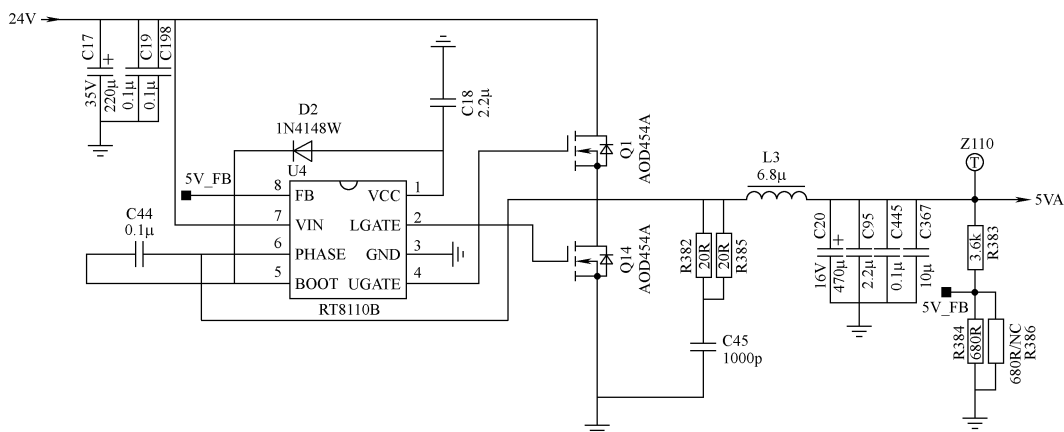 24V
C17
35V
220μ
C19
0.1μ
C198
0.1μ
C18
2.2μ
D2
1N4148W
U4
5V_FB
8 FB VCC 1
7 VIN LGATE 2
6 PHASE GND 3
5 BOOT UGATE 4
RT8110B
C44
0.1μ
Q1
AOD454A
Q14
AOD454A
R382
20R
20R
R385
C45
1000p
L3
6.8μ
C20
16V
470μ
C95
2.2μ
C445
0.1μ
C367
10μ
Z110
T
5VA
3.6k
R383
5V_FB
R384
680R
680R/NC
R386